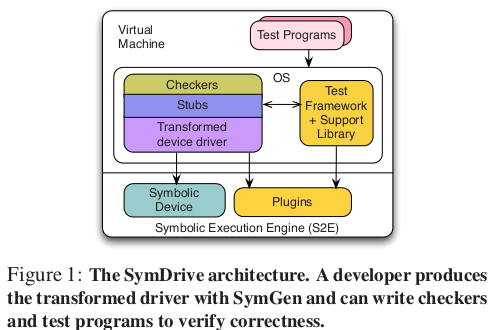 Virtual
Machine
Test Programs
OS
Checkers
Stubs
Transformed
device driver
Test
Framework
+ Support
Library
Symbolic
Device
Plugins
Symbolic Execution Engine (S2E)
Figure 1: The SymDrive architecture. A developer produces
the transformed driver with SymGen and can write checkers
and test programs to verify correctness.